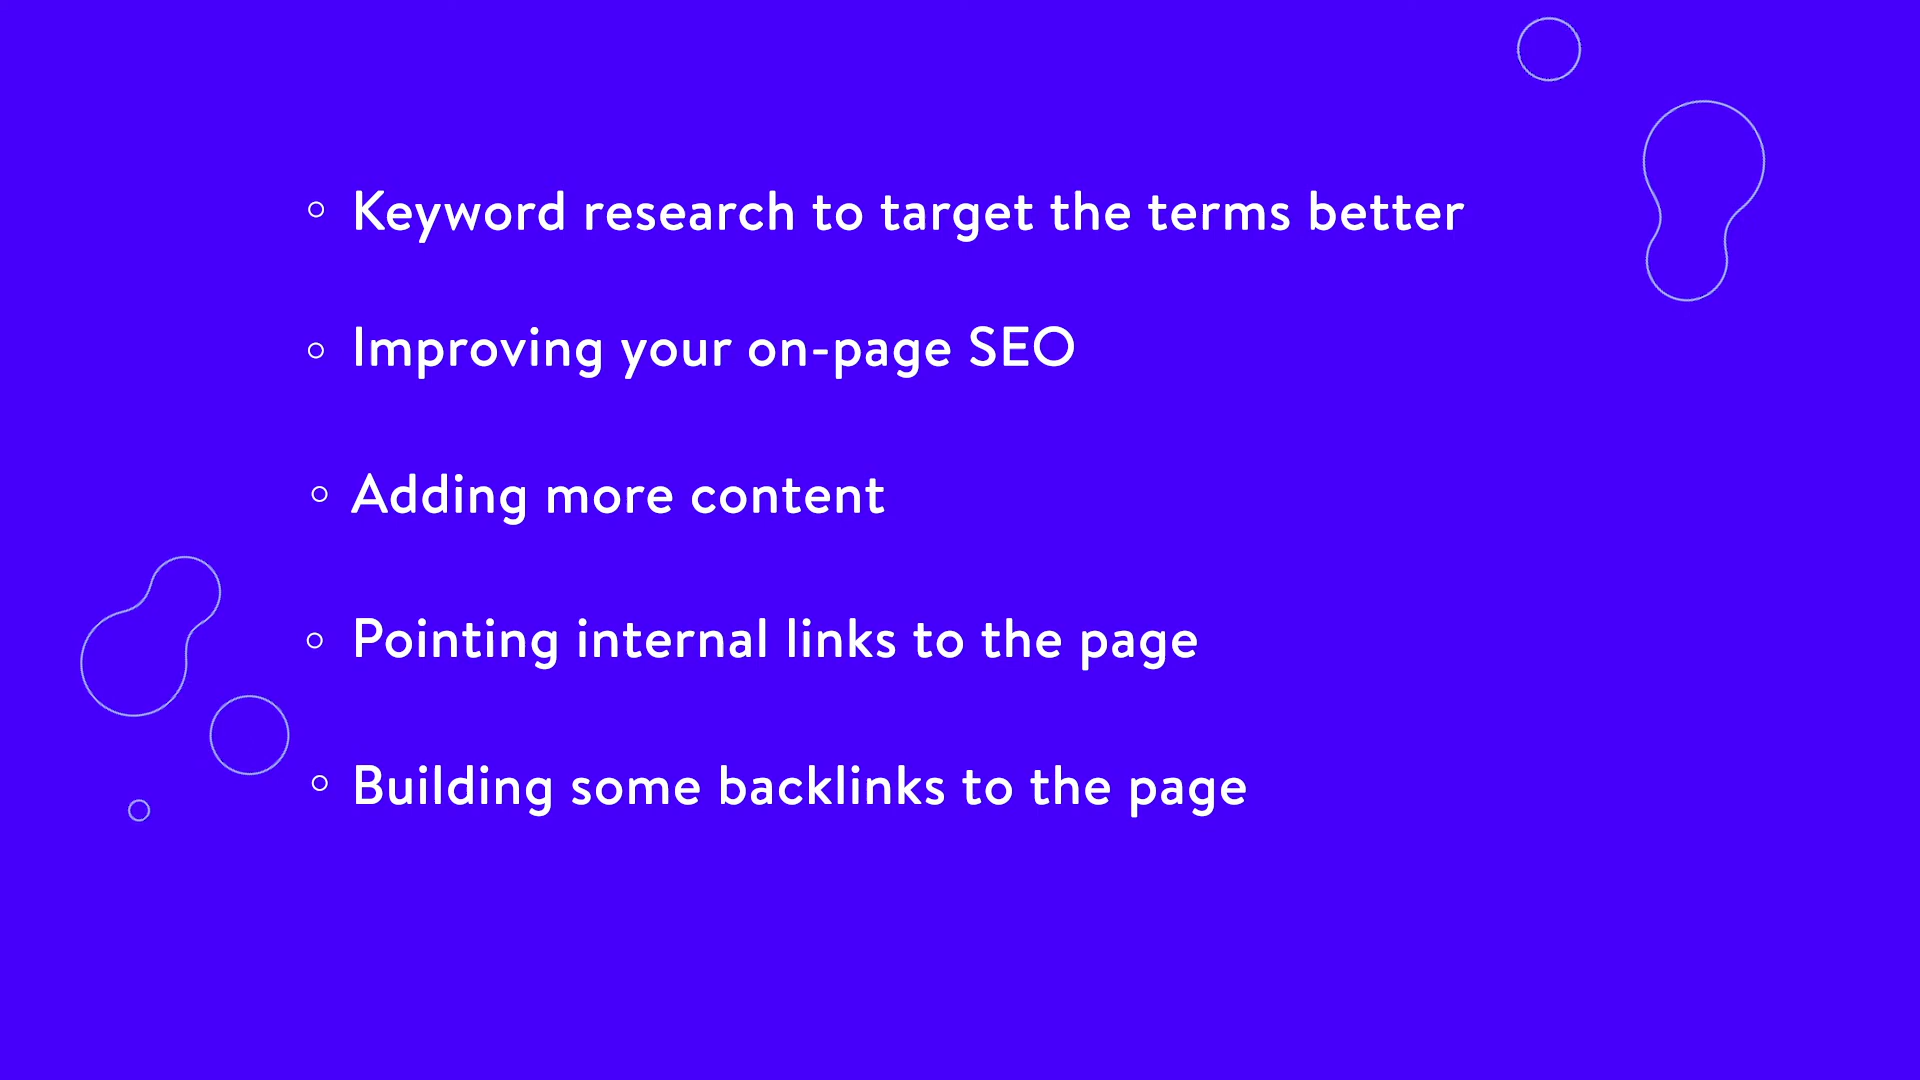 Keyword research to target the terms better
Improving your on-page SEO
Adding more content
Pointing internal links to the page
Building some backlinks to the page